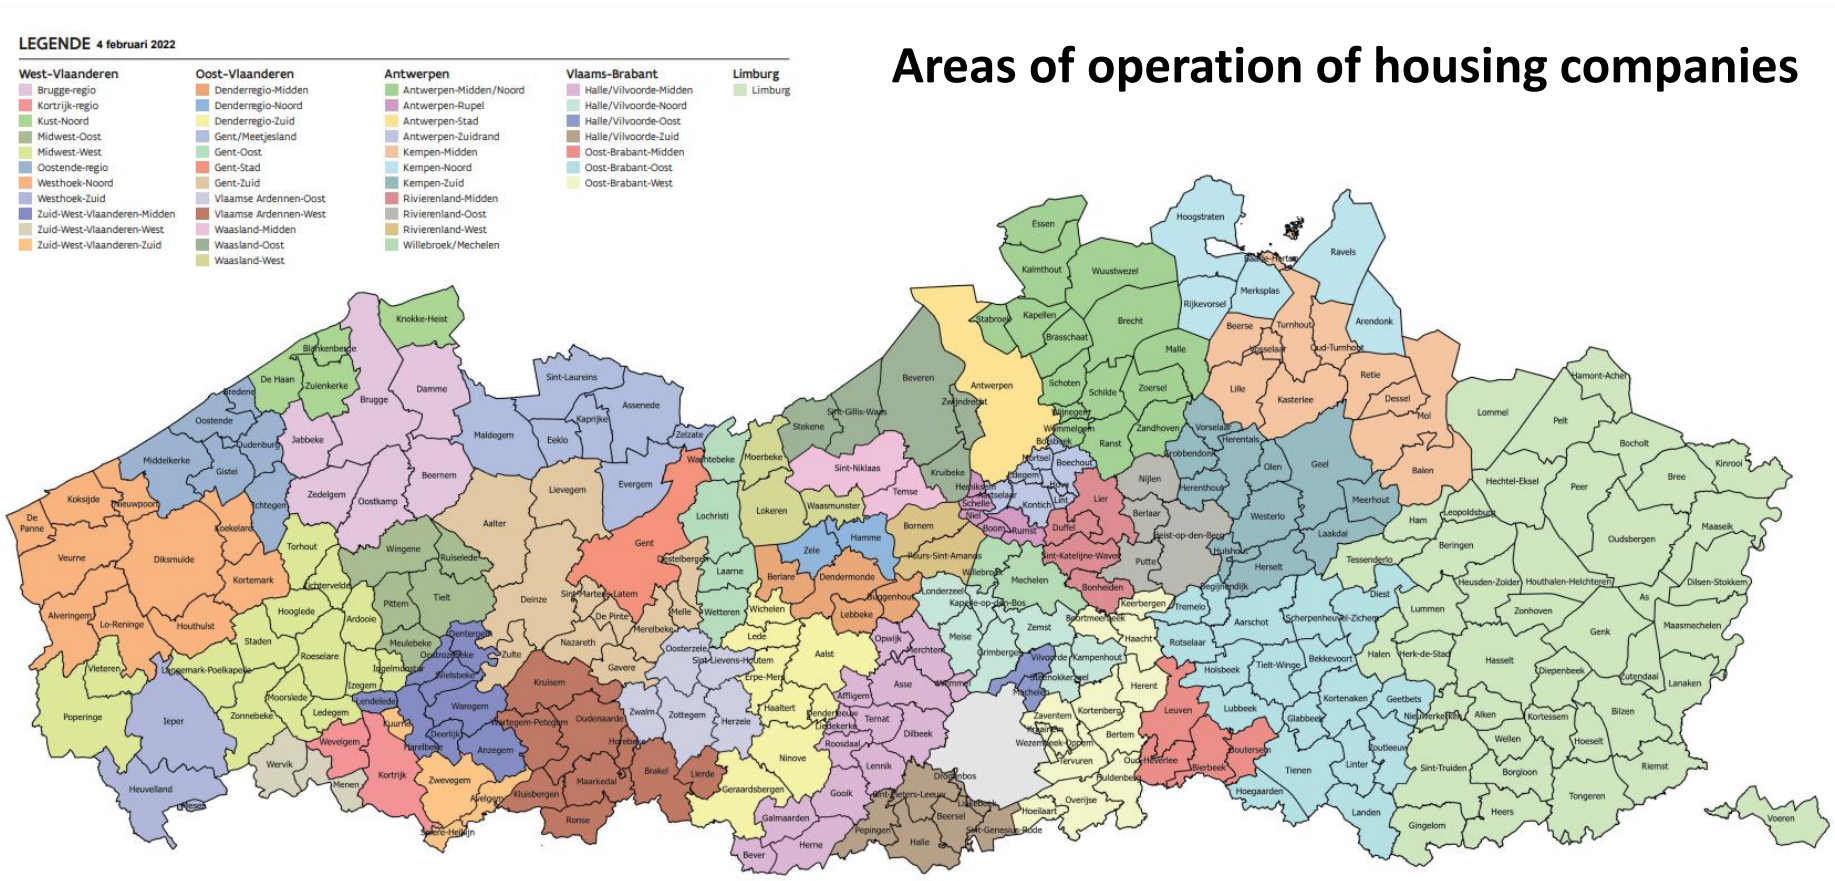 Areas of operation of housing companies
LEGENDE 4 februari 2022
West-Vlaanderen
Brugge-regio
Kortrijk-regio
Kust-Noord
Midwest-Oost
Midwest-West
Oostende-regio
Westhoek-Noord
Westhoek-Zuid
Zuid-West-Vlaanderen-Midden
Zuid-West-Vlaanderen-West
Zuid-West-Vlaanderen-Zuid
Oost-Vlaanderen
Denderregio-Midden
Denderregio-Noord
Denderregio-Zuid
Gent/Meetjesland
Gent-Oost
Gent-Stad
Gent-Zuid
Vlaamse Ardennen-Oost
Vlaamse Ardennen-West
Waasland-Midden
Waasland-Oost
Waasland-West
Antwerpen
Antwerpen-Midden/Noord
Antwerpen-Rupel
Antwerpen-Stad
Antwerpen-Zuidrand
Kempen-Midden
Kempen-Noord
Kempen-Zuid
Rivierenland-Midden
Rivierenland-Oost
Rivierenland-West
Willebroek/Mechelen
Vlaams-Brabant
Halle/Vilvoorde-Midden
Halle/Vilvoorde-Noord
Halle/Vilvoorde-Oost
Halle/Vilvoorde-Zuid
Oost-Brabant-Midden
Oost-Brabant-Oost
Oost-Brabant-West
Limburg
Limburg
Knokke-Heist
Blankenberge
De Haan
Zuienkerke
Brugge
Damme
Bredene
Oostende
Oudenburg
Jabbeke
Middelkerke
Gistel
Beernem
Zedelgem
Oostkamp
Ichtegem
Koksijde
Nieuwpoort
De
Panne
Koekelare
Veurne
Diksmuide
Torhout
Wingene
Ruiselede
Kortemark
Lichtervelde
Pittem
Tielt
Alveringem
Lo-Reninge
Houthulst
Hooglede
Ardooie
Staden
Roeselare
Meulebeke
Dentergem
Oostrozebeke
Ingelmunster
Wielsbeke
Vleteren
Langemark-Poelkapelle
Izegem
Lendelede
Waregem
Poperinge
Ieper
Zonnebeke
Moorslede
Ledegem
Kuurne
Deerlijk
Harelbeke
Anzegem
Wevelgem
Wervik
Menen
Kortrijk
Zwevegem
Avelgem
Heuvelland
Mesen
Spiere-Helkijn
Sint-Laureins
Assenede
Kaprijke
Maldegem
Eeklo
Zelzate
Wachtebeke
Moerbeke
Evergem
Lievegem
Aalter
Gent
Lochristi
Lokeren
Destelbergen
Laarne
Deinze
Sint-Martens-Latem
De Pinte
Melle
Merelbeke
Wetteren
Nazareth
Zulte
Gavere
Oosterzele
Sint-Lievens-Houtem
Kruisem
Wortegem-Petegem
Oudenaarde
Zwalm
Zottegem
Herzele
Horebeke
Kluisbergen
Maarkedal
Brakel
Lierde
Ronse
Stekene
Sint-Gillis-Waas
Beveren
Zwijndrecht
Sint-Niklaas
Kruibeke
Temse
Waasmunster
Zele
Hamme
Berlare
Dendermonde
Buggenhout
Lebbeke
Wichelen
Lede
Aalst
Erpe-Mere
Haaltert
Denderleeuw
Ninove
Geraardsbergen
Essen
Kalmthout
Wuustwezel
Stabroek
Kapellen
Brasschaat
Brecht
Malle
Antwerpen
Schoten
Schilde
Zoersel
Wijnegem
Wommelgem
Ranst
Zandhoven
Borsbeek
Mortsel
Boechout
Edegem
Hove
Lint
Kontich
Hemiksem
Aartselaar
Schelle
Niel
Boom
Rumst
Hoogstraten
Baarle-Hertog
Ravels
Merksplas
Rijkevorsel
Arendonk
Beerse
Turnhout
Vosselaar
Oud-Turnhout
Retie
Lille
Kasterlee
Dessel
Mol
Balen
Vorselaar
Herentals
Grobbendonk
Olen
Geel
Herenthout
Meerhout
Westerlo
Laakdal
Hulshout
Herselt
Nijlen
Lier
Berlaar
Duffel
Heist-op-den-Berg
Sint-Katelijne-Waver
Putte
Bonheiden
Bornem
Puurs-Sint-Amands
Willebroek
Mechelen
Londerzeel
Kapelle-op-den-Bos
Zemst
Meise
Grimbergen
Boortmeerbeek
Keerbergen
Haacht
Kampenhout
Vilvoorde
Steenokkerzeel
Machelen
Opwijk
Merchtem
Wemmel
Asse
Affligem
Liedekerke
Ternat
Dilbeek
Roosdaal
Lennik
Gooik
Galmaarden
Herne
Bever
Drogenbos
Sint-Pieters-Leeuw
Linkebeek
Beersel
Pepingen
Halle
Sint-Genesius-Rode
Hoeilaart
Overijse
Zaventem
Kraainem
Wezembeek-Oppem
Tervuren
Huldenberg
Kortenberg
Bertem
Herent
Leuven
Oud-Heverlee
Bierbeek
Boutersem
Begijnendijk
Tremelo
Aarschot
Scherpenheuvel-Zichem
Diest
Rotselaar
Holsbeek
Tielt-Winge
Bekkevoort
Lubbeek
Kortenaken
Geetbets
Glabbeek
Zoutleeuw
Linter
Tienen
Hoegaarden
Landen
Hamont-Achel
Lommel
Pelt
Bocholt
Kinrooi
Bree
Hechtel-Eksel
Peer
Ham
Leopoldsburg
Maaseik
Beringen
Oudsbergen
Tessenderlo
Heusden-Zolder
Houthalen-Helchteren
Dilsen-Stokkem
As
Lummen
Zonhoven
Maasmechelen
Genk
Halen
Herk-de-Stad
Hasselt
Diepenbeek
Zutendaal
Lanaken
Nieuwerkerken
Alken
Kortessem
Bilzen
Wellen
Hoeselt
Sint-Truiden
Borgloon
Riemst
Tongeren
Heers
Gingelom
Voeren